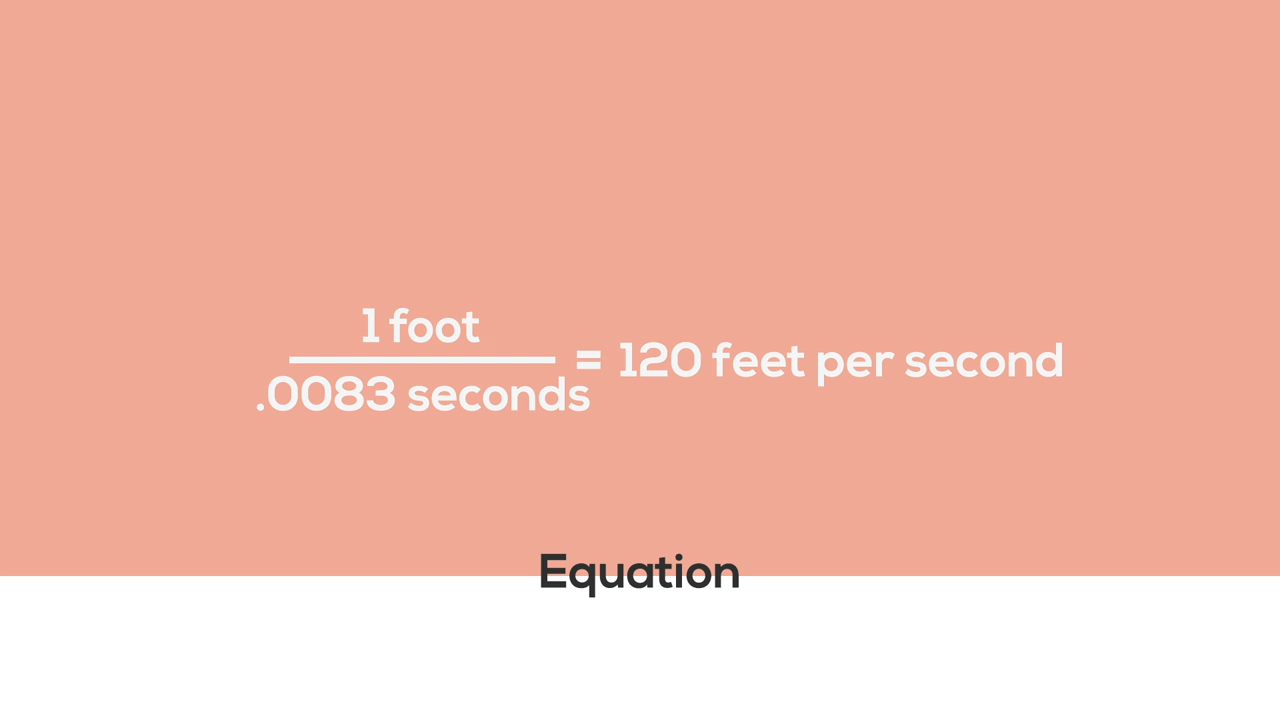 1 foot
.0083 seconds
= 120 feet per second
Equation